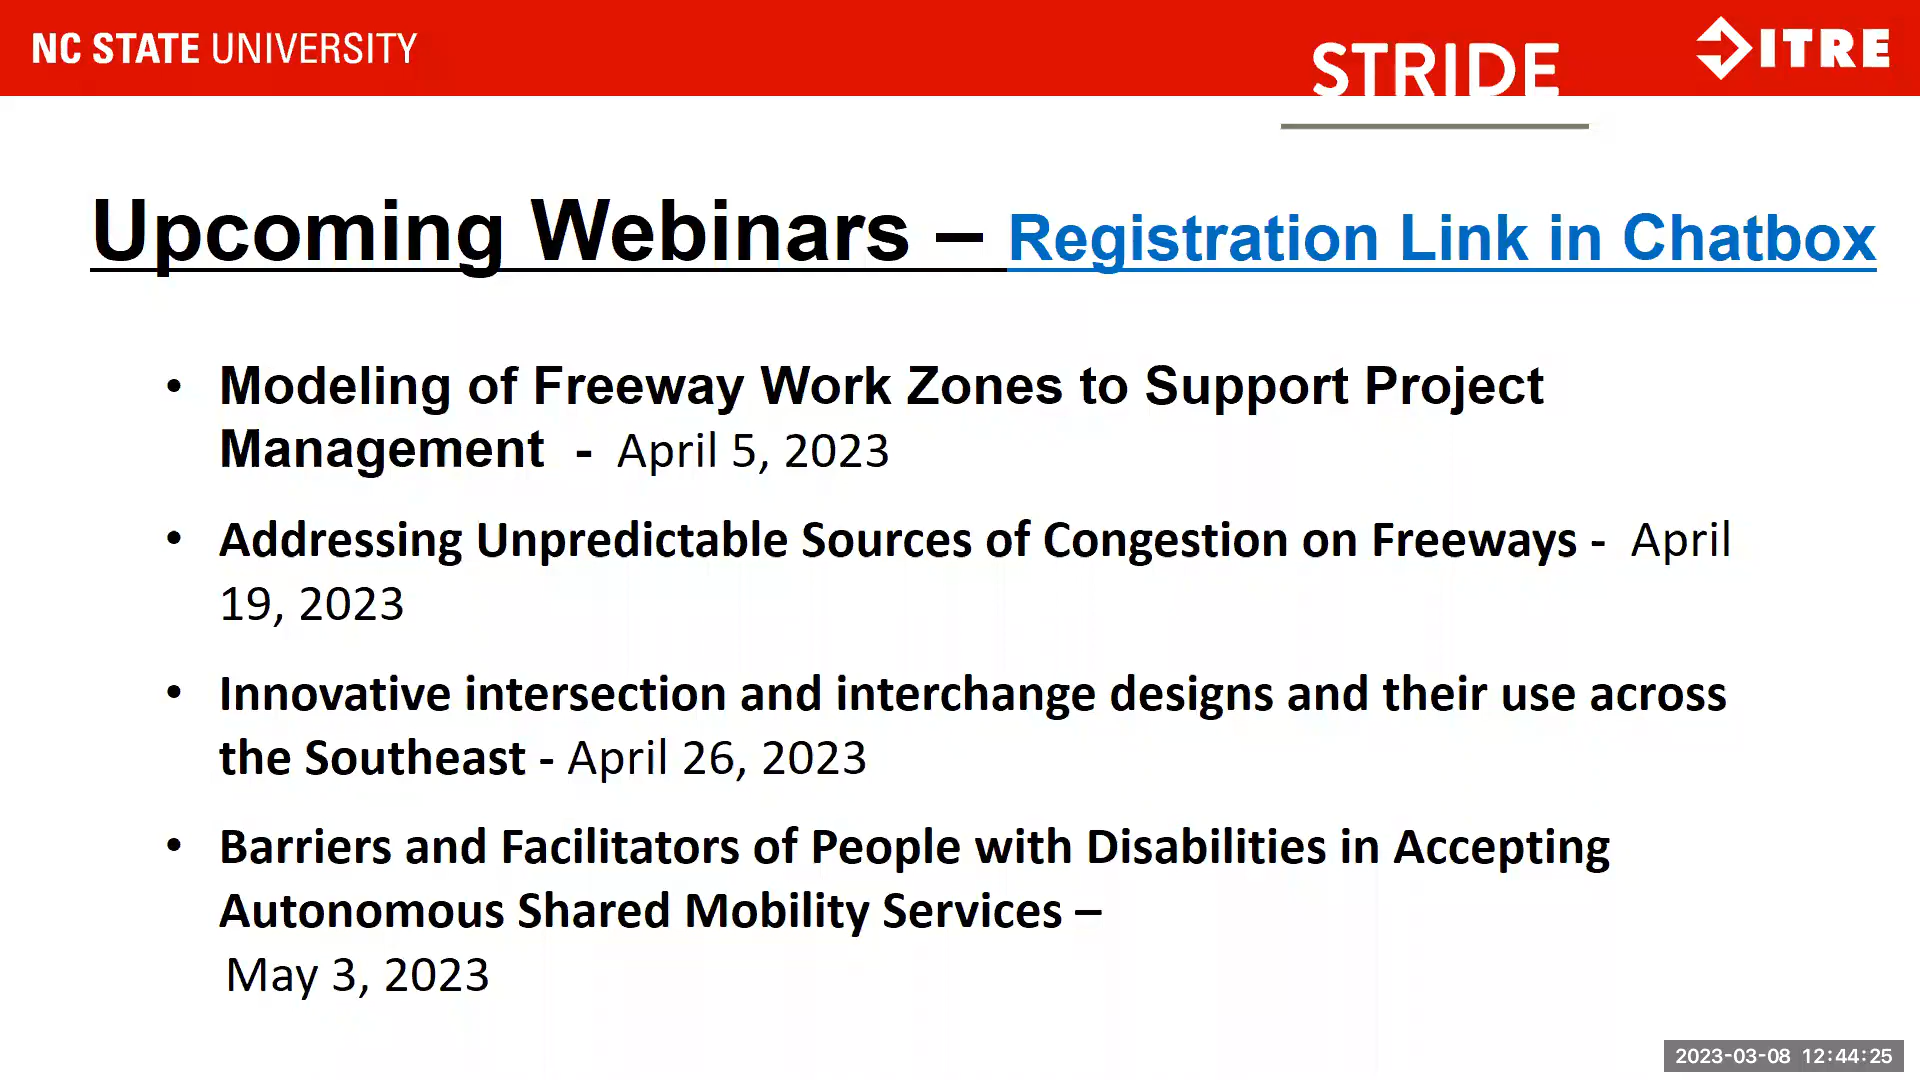 NC STATE UNIVERSITY
STRIDE
ITRE
Upcoming Webinars – Registration Link in Chatbox
• Modeling of Freeway Work Zones to Support Project
Management - April 5, 2023
• Addressing Unpredictable Sources of Congestion on Freeways - April
19, 2023
• Innovative intersection and interchange designs and their use across
the Southeast - April 26, 2023
• Barriers and Facilitators of People with Disabilities in Accepting
Autonomous Shared Mobility Services –
May 3, 2023
2023-03-08 12:44:25